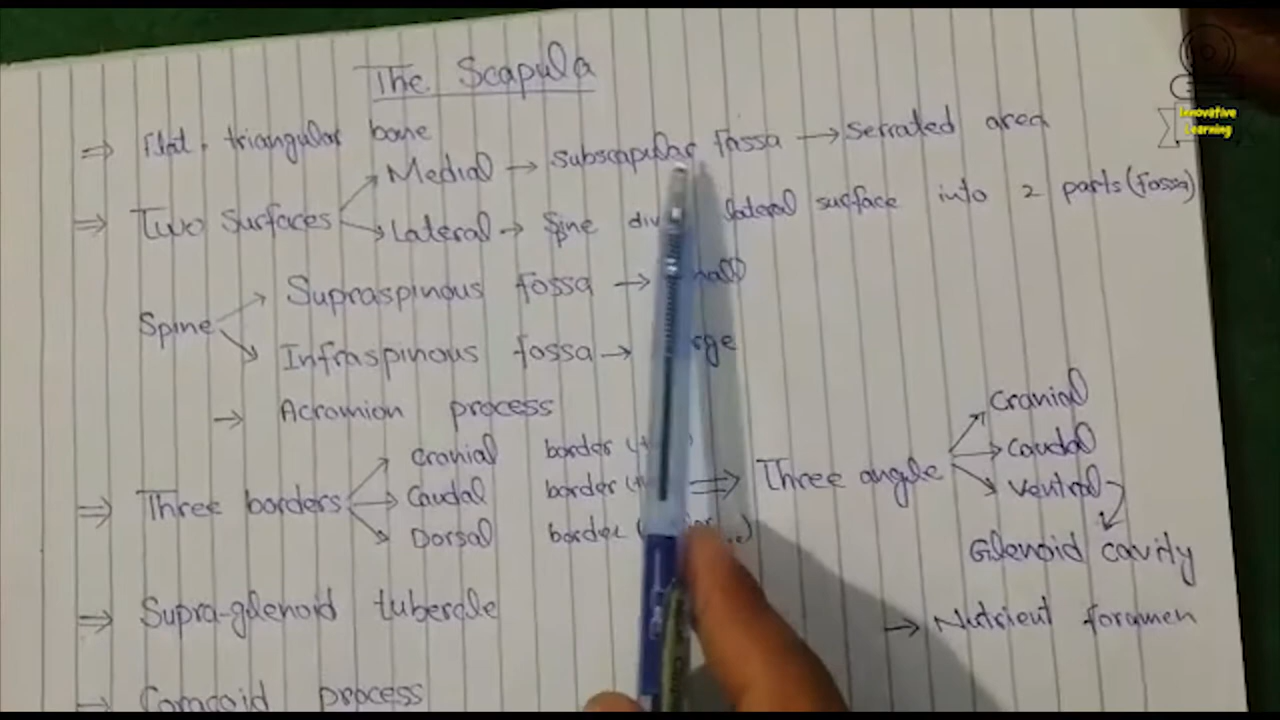 The Scapula
⇒ Flat, triangular bone
Medial → Subscapular fossa → Serrated area
⇒ Two Surfaces
Lateral → Spine lateral surface into 2 parts (fossa)
Supraspinous fossa →
Spine
Infraspinous fossa →
→ Acromion process
Cranial border
⇒ Three borders Caudal border
Dorsal border
⇒ Three angle
Cranial
Caudal
Ventral
Glenoid cavity
⇒ Supra-glenoid tubercle
→ Nutrient foramen
Coracoid process
Innovative
Learning